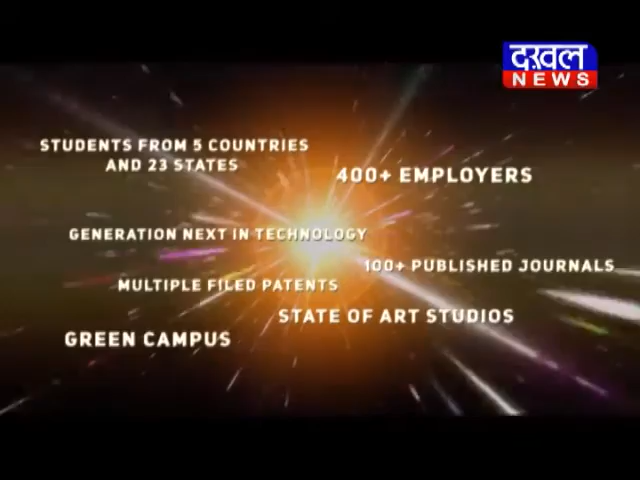 दख़ल
NEWS
STUDENTS FROM 5 COUNTRIES
AND 23 STATES
400+ EMPLOYERS
GENERATION NEXT IN TECHNOLOGY
100+ PUBLISHED JOURNALS
MULTIPLE FILED PATENTS
STATE OF ART STUDIOS
GREEN CAMPUS